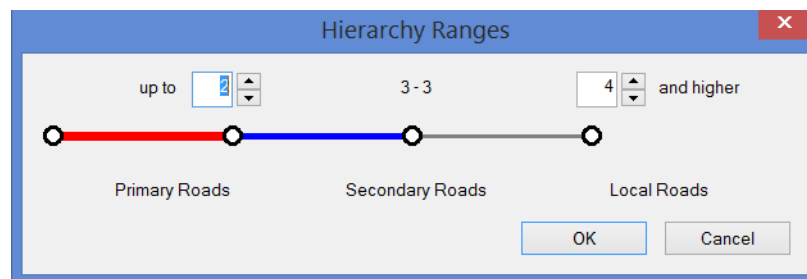 Hierarchy Ranges
up to 2 3 - 3 4 and higher
Primary Roads Secondary Roads Local Roads
OK Cancel